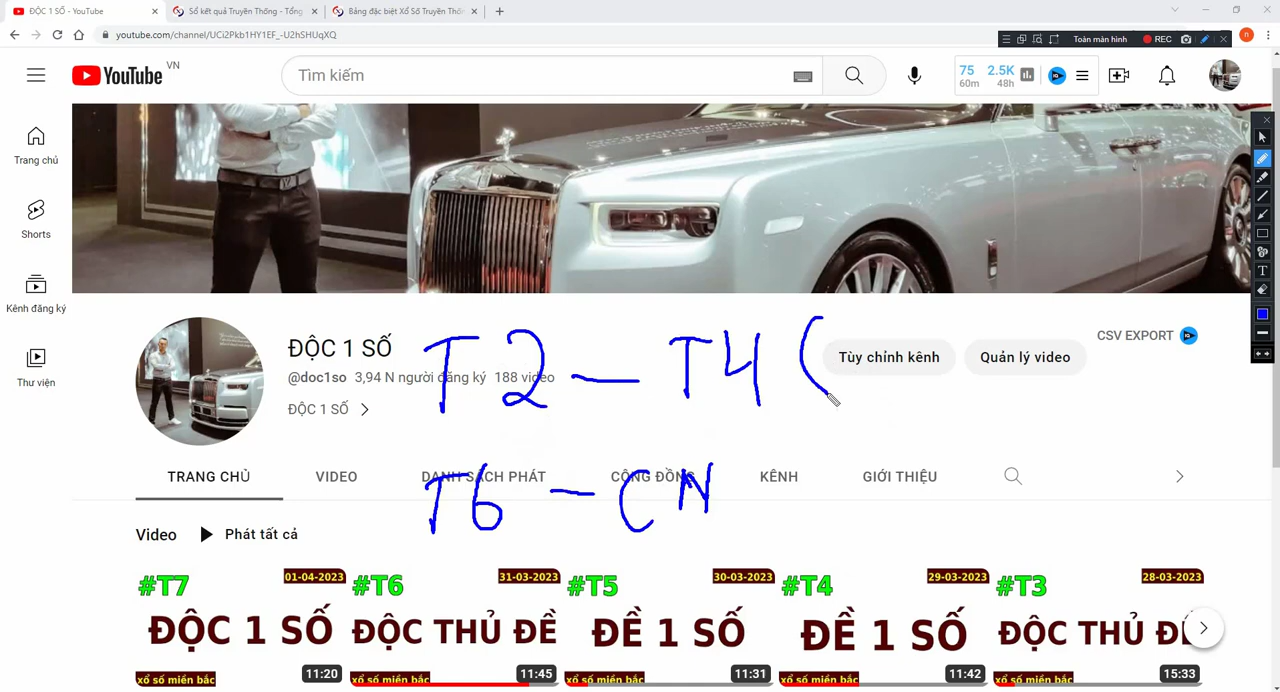 ĐỘC 1 SỐ - YouTube
Sổ kết quả Truyền Thống - Tổng
Bảng đặc biệt Xổ Số Truyền Thốn
youtube.com/channel/UCi2Pkb1HY1EF_-U2hSHUqXQ
Toàn màn hình
REC
YouTube VN
Tìm kiếm
75 2.5K
60m 48h
Trang chủ
Shorts
Kênh đăng ký
Thư viện
ĐỘC 1 SỐ
@doc1so 3,94 N người đăng ký 188 video
ĐỘC 1 SỐ
T2 – T4 (
Tùy chỉnh kênh
Quản lý video
CSV EXPORT
TRANG CHỦ VIDEO DANH SÁCH PHÁT CỘNG ĐỒNG KÊNH GIỚI THIỆU
T6 – CN
Video Phát tất cả
#T7 01-04-2023
ĐỘC 1 SỐ
xổ số miền bắc 11:20
#T6 31-03-2023
ĐỘC THỦ ĐỀ
xổ số miền bắc 11:45
#T5 30-03-2023
ĐỀ 1 SỐ
xổ số miền bắc 11:31
#T4 29-03-2023
ĐỀ 1 SỐ
xổ số miền bắc 11:42
#T3 28-03-2023
ĐỘC THỦ ĐỀ
xổ số miền bắc 15:33